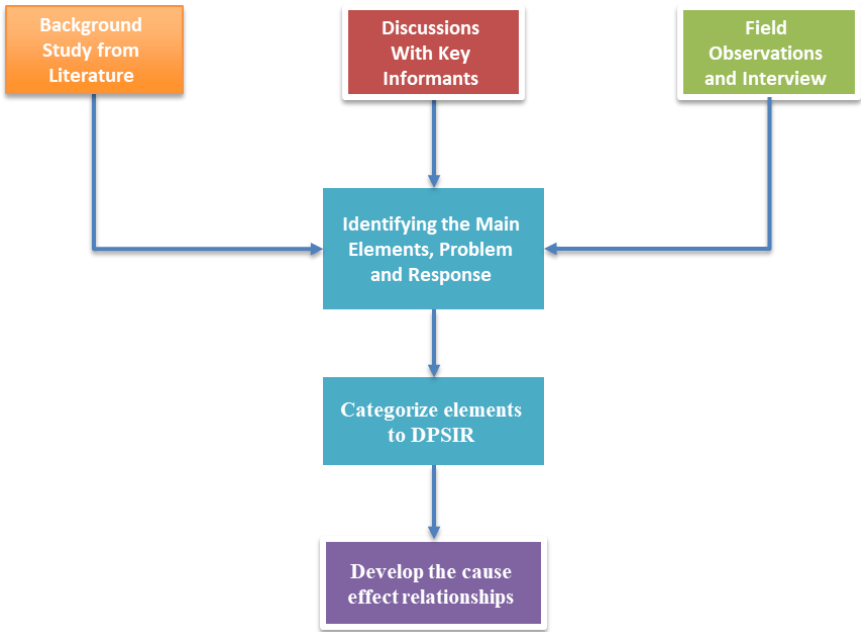 Background
Study from
Literature
Discussions
With Key
Informants
Field
Observations
and Interview
Identifying the Main
Elements, Problem
and Response
Categorize elements
to DPSIR
Develop the cause
effect relationships